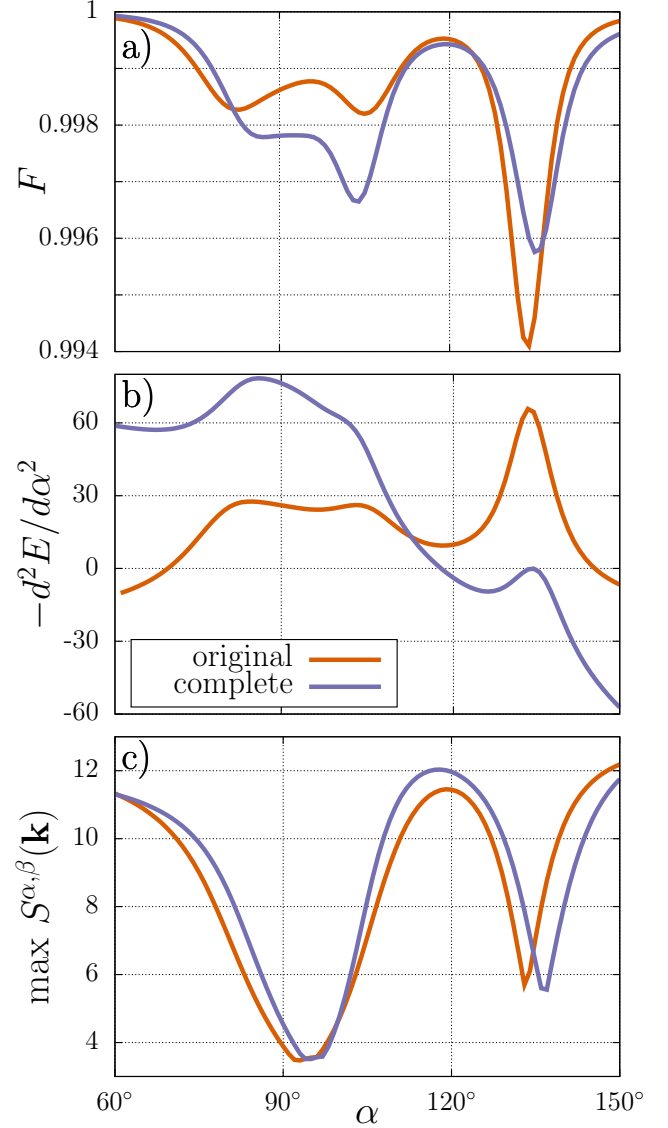 a)
1
0.998
0.996
0.994
F
b)
60
30
0
-30
-60
−d²E/dα²
original
complete
c)
12
10
8
6
4
max S^{α,β}(k)
60° 90° 120° 150°
α